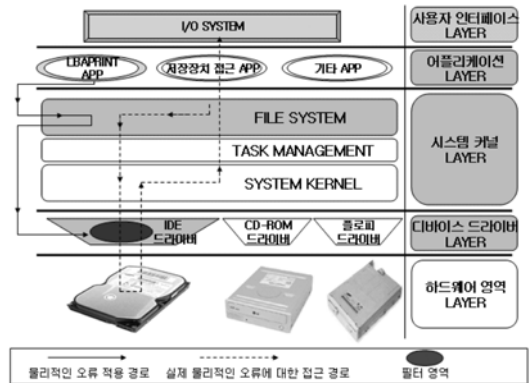 I/O SYSTEM
사용자 인터페이스
LAYER
LBAPRINT
APP
저장장치 접근 APP
기타 APP
어플리케이션
LAYER
FILE SYSTEM
TASK MANAGEMENT
SYSTEM KERNEL
시스템 커널
LAYER
IDE
드라이버
CD-ROM
드라이버
플로피
드라이버
디바이스 드라이버
LAYER
하드웨어 영역
LAYER
물리적인 오류 적용 경로
실제 물리적인 오류에 대한 접근 경로
필터 영역